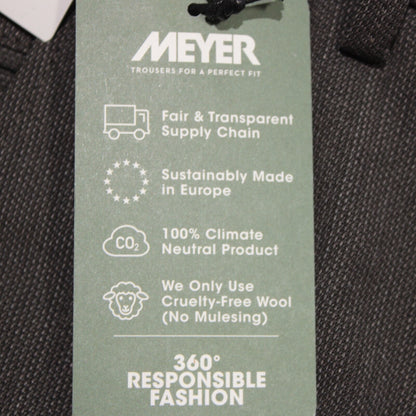 MEYER
TROUSERS FOR A PERFECT FIT
Fair & Transparent
Supply Chain
Sustainably Made
in Europe
CO₂
100% Climate
Neutral Product
We Only Use
Cruelty-Free Wool
(No Mulesing)
360°
RESPONSIBLE
FASHION